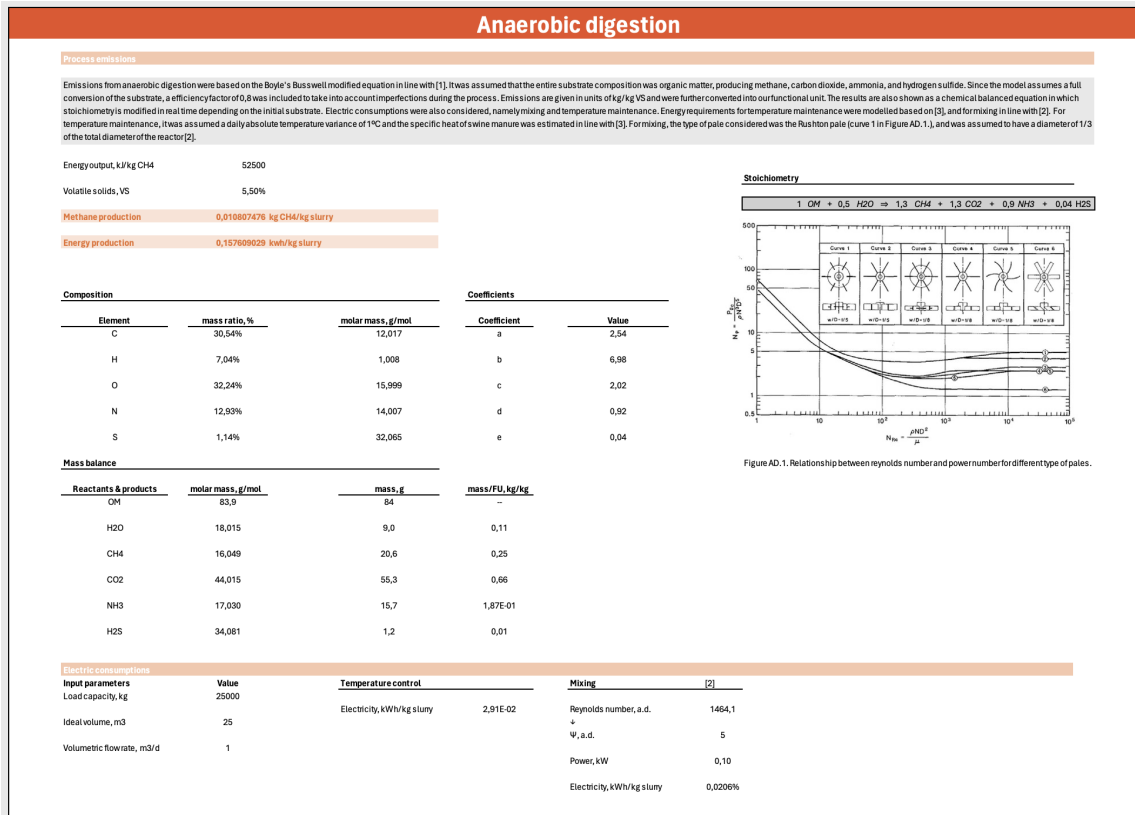 Anaerobic digestion
Process emissions
Emissions from anaerobic digestion were based on the Boyle's Busswell modified equation in line with [1]. It was assumed that the entire substrate composition was organic matter, producing methane, carbon dioxide, ammonia, and hydrogen sulfide. Since the model assumes a full
conversion of the substrate, a efficiency factor of 0,8 was included to take into account imperfections during the process. Emissions are given in units of kg/kg VS and were further converted into our functional unit. The results are also shown as a chemical balanced equation in which
stoichiometry is modified in real time depending on the initial substrate. Electric consumptions were also considered, namely mixing and temperature maintenance. Energy requirements for temperature maintenance were modelled based on [3], and for mixing, in line with [2]. For
temperature maintenance, it was assumed a daily absolute temperature variance of 1ºC and the specific heat of swine manure was estimated in line with [3]. For mixing, the type of pale considered was the Rushton pale (curve 1 in Figure AD.1.), and was assumed to have a diameter of 1/3
of the total diameter of the reactor [2].
Energy output, kJ/kg CH4 52500
Volatile solids, VS 5,50%
Methane production 0,010807476 kg CH4/kg slurry
Energy production 0,157609029 kwh/kg slurry
Stoichiometry
1 OM + 0,5 H2O ⇒ 1,3 CH4 + 1,3 CO2 + 0,9 NH3 + 0,04 H2S
500
100
50
10
5
1
0.5
Curve 1 Curve 2 Curve 3 Curve 4 Curve 5 Curve 6
w/D=1/5 w/D=1/5 w/D=1/8 w/D=1/8 w/D=1/8 w/D=1/8
1 10 10² 10³ 10⁴ 10⁵
N_Re = ρND² / μ
Figure AD.1. Relationship between reynolds number and power number for different type of pales.
Composition
Element mass ratio, % molar mass, g/mol
C 30,54% 12,017
H 7,04% 1,008
O 32,24% 15,999
N 12,93% 14,007
S 1,14% 32,065
Coefficients
Coefficient Value
a 2,54
b 6,98
c 2,02
d 0,92
e 0,04
Mass balance
Reactants & products molar mass, g/mol mass, g mass/FU, kg/kg
OM 83,9 84 --
H2O 18,015 9,0 0,11
CH4 16,049 20,6 0,25
CO2 44,015 55,3 0,66
NH3 17,030 15,7 1,87E-01
H2S 34,081 1,2 0,01
Electric consumptions
Input parameters Value
Load capacity, kg 25000
Ideal volume, m3 25
Volumetric flow rate, m3/d 1
Temperature control
Electricity, kWh/kg slurry 2,91E-02
Mixing [2]
Reynolds number, a.d. 1464,1
↓
Ψ, a.d. 5
Power, kW 0,10
Electricity, kWh/kg slurry 0,0206%